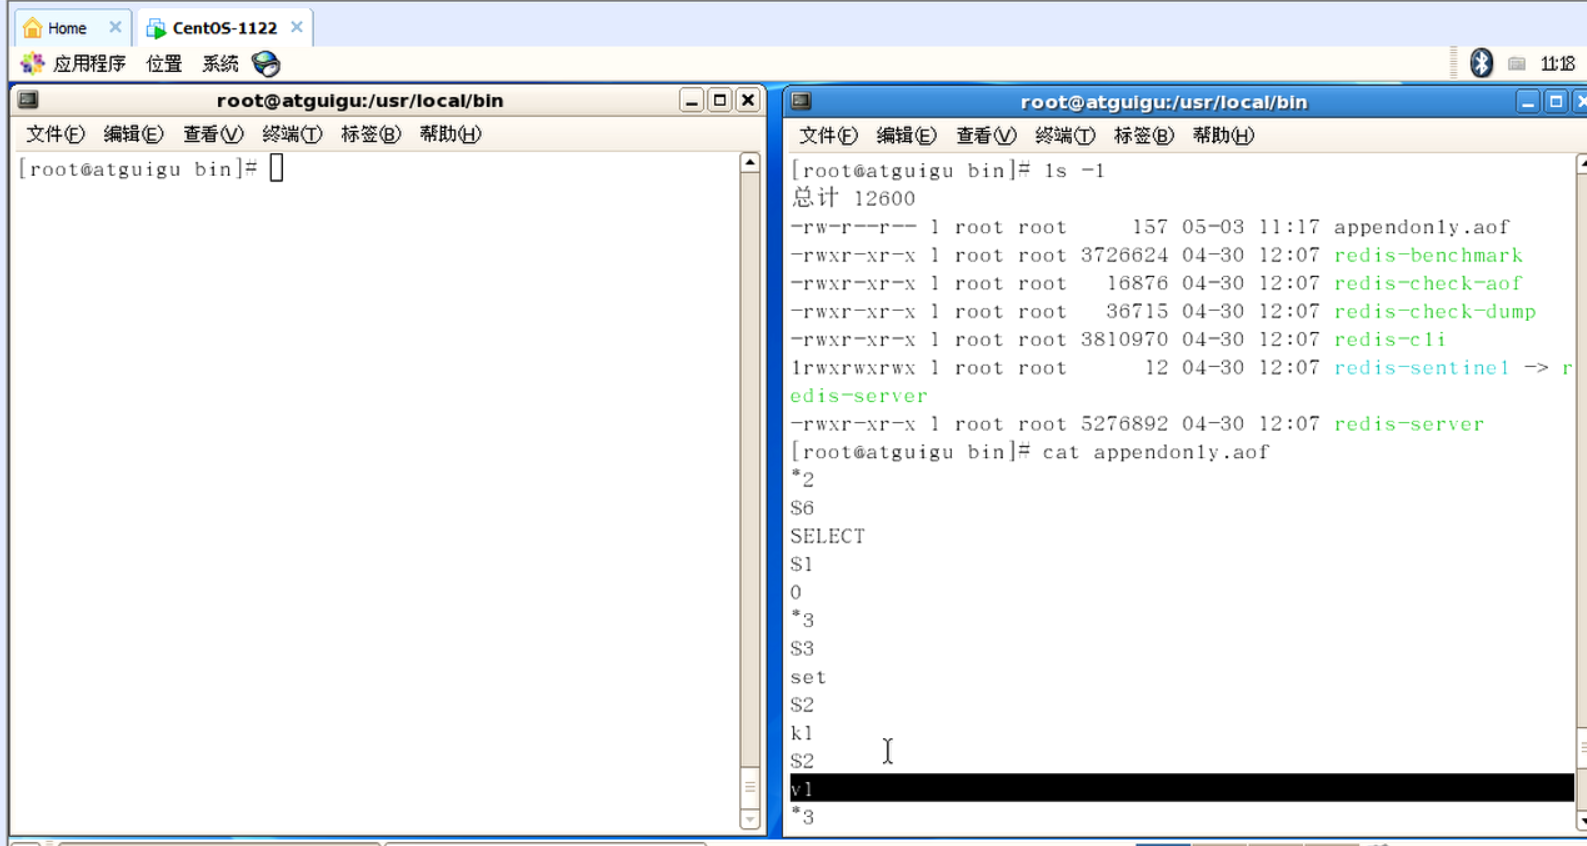 Home
CentOS-1122
应用程序 位置 系统
11:18
root@atguigu:/usr/local/bin
文件(F) 编辑(E) 查看(V) 终端(T) 标签(B) 帮助(H)
[root@atguigu bin]#
root@atguigu:/usr/local/bin
文件(F) 编辑(E) 查看(V) 终端(T) 标签(B) 帮助(H)
[root@atguigu bin]# ls -l
总计 12600
-rw-r--r-- 1 root root 157 05-03 11:17 appendonly.aof
-rwxr-xr-x 1 root root 3726624 04-30 12:07 redis-benchmark
-rwxr-xr-x 1 root root 16876 04-30 12:07 redis-check-aof
-rwxr-xr-x 1 root root 36715 04-30 12:07 redis-check-dump
-rwxr-xr-x 1 root root 3810970 04-30 12:07 redis-cli
lrwxrwxrwx 1 root root 12 04-30 12:07 redis-sentinel -> r
edis-server
-rwxr-xr-x 1 root root 5276892 04-30 12:07 redis-server
[root@atguigu bin]# cat appendonly.aof
*2
$6
SELECT
$1
0
*3
$3
set
$2
k1
$2
v1
*3